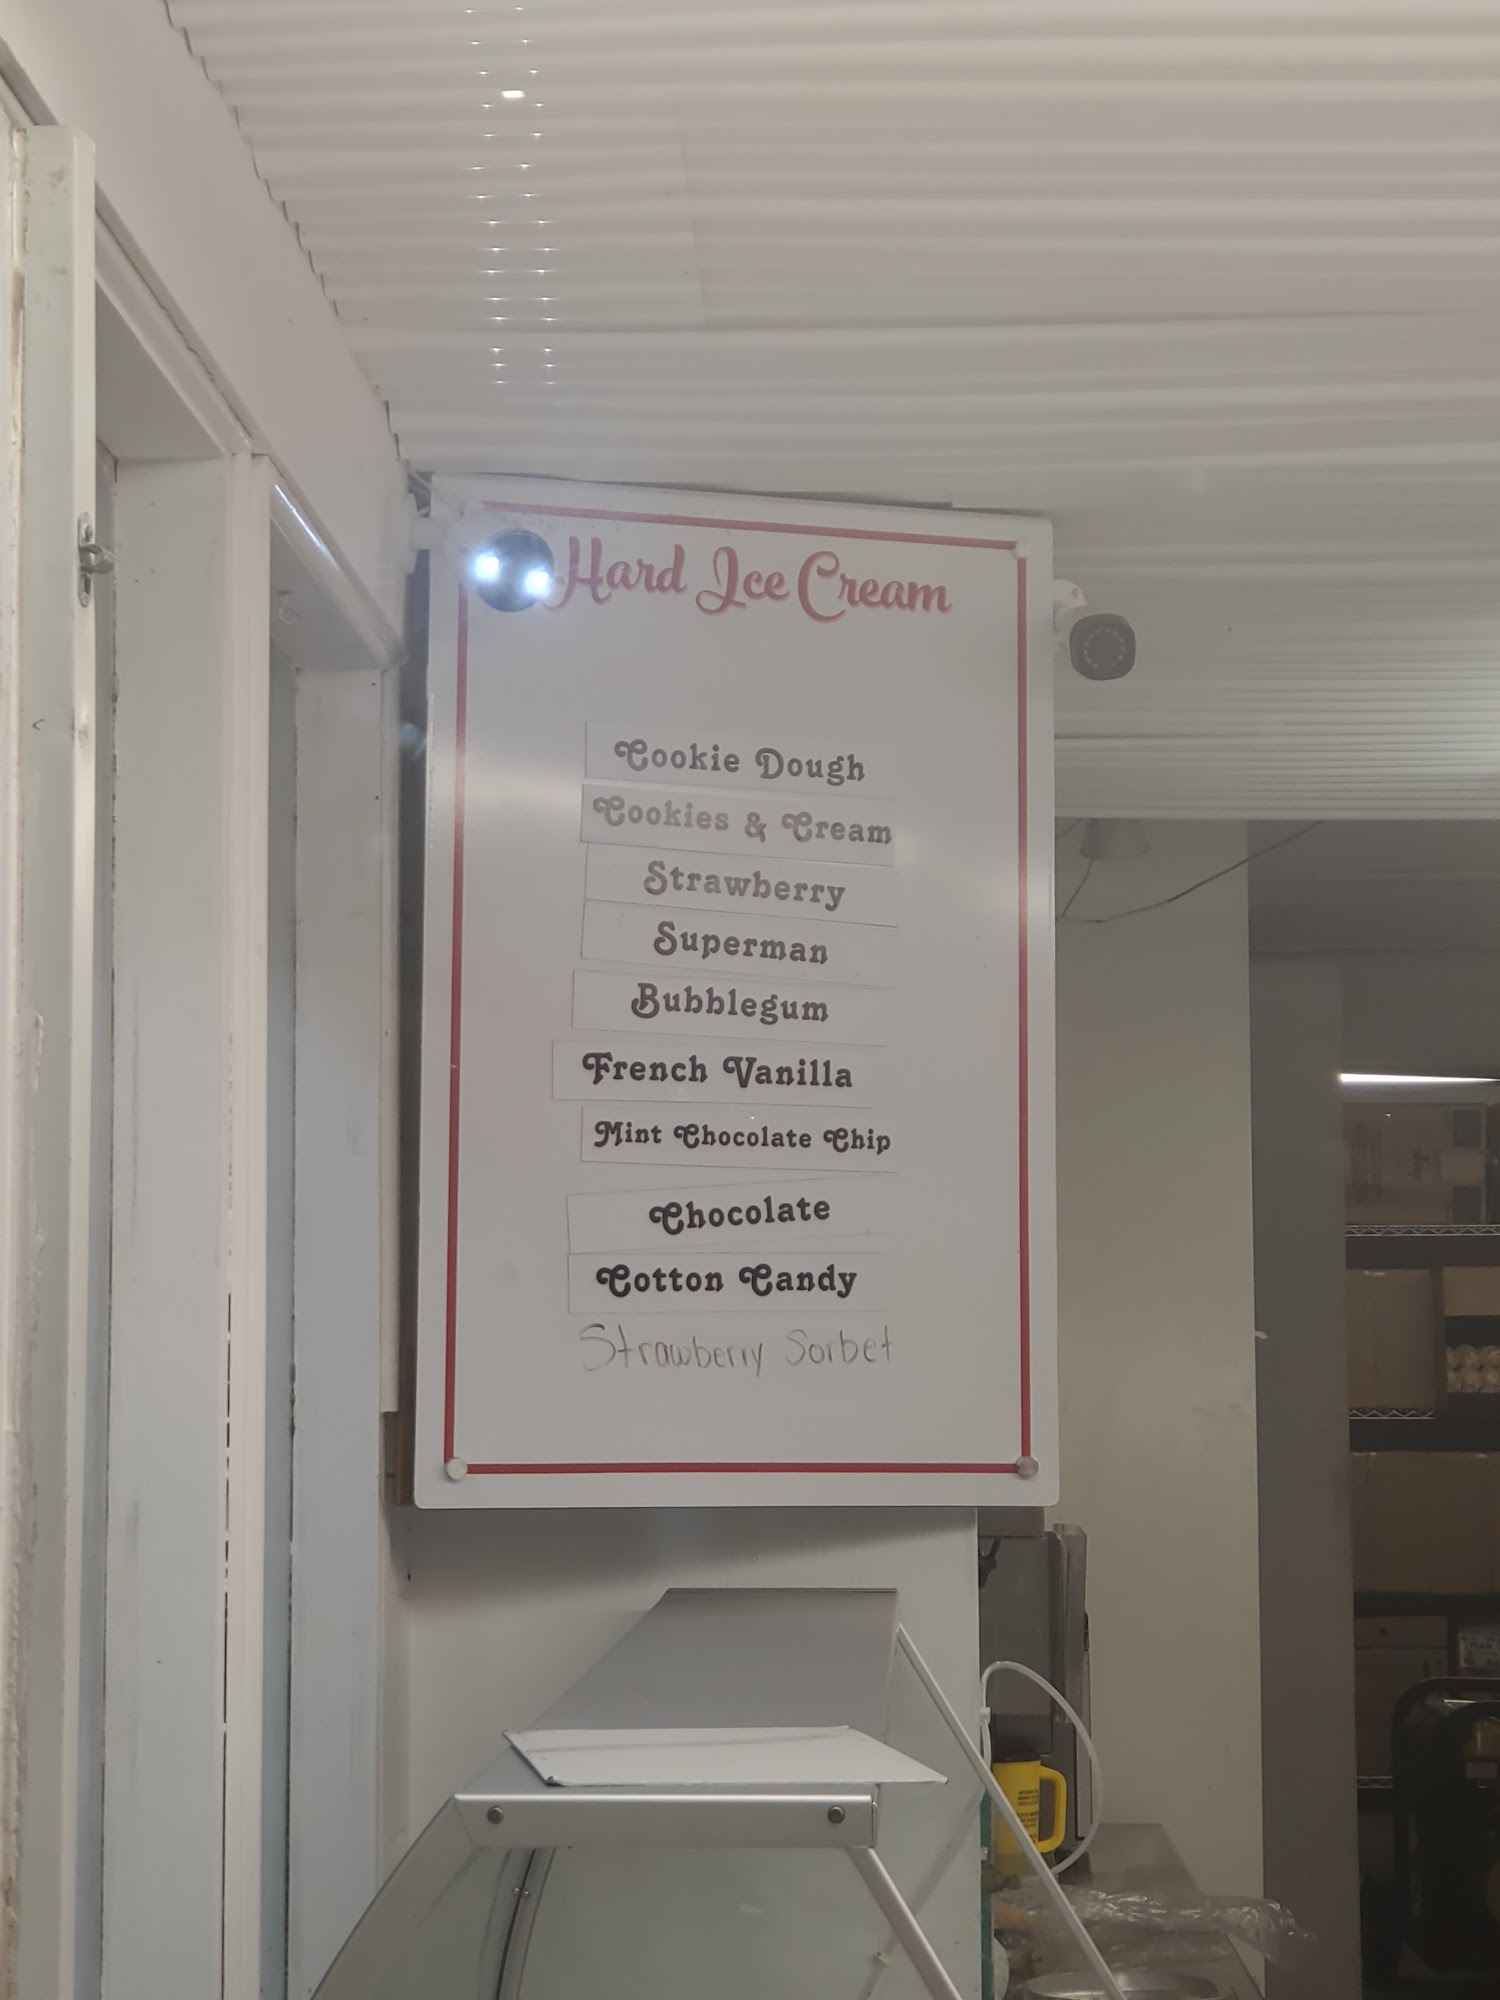 Hard Ice Cream
Cookie Dough
Cookies & Cream
Strawberry
Superman
Bubblegum
French Vanilla
Mint Chocolate Chip
Chocolate
Cotton Candy
Strawberry Sorbet